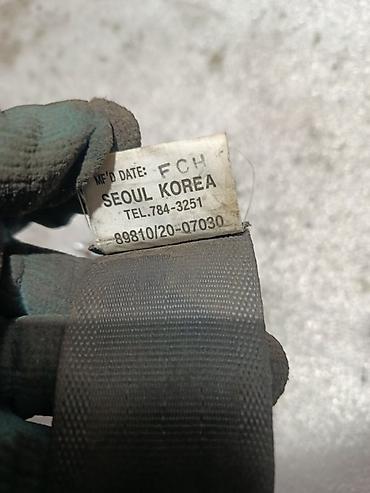 MF'D DATE: FCH
SEOUL KOREA
TEL.784-3251
89810/20-07030